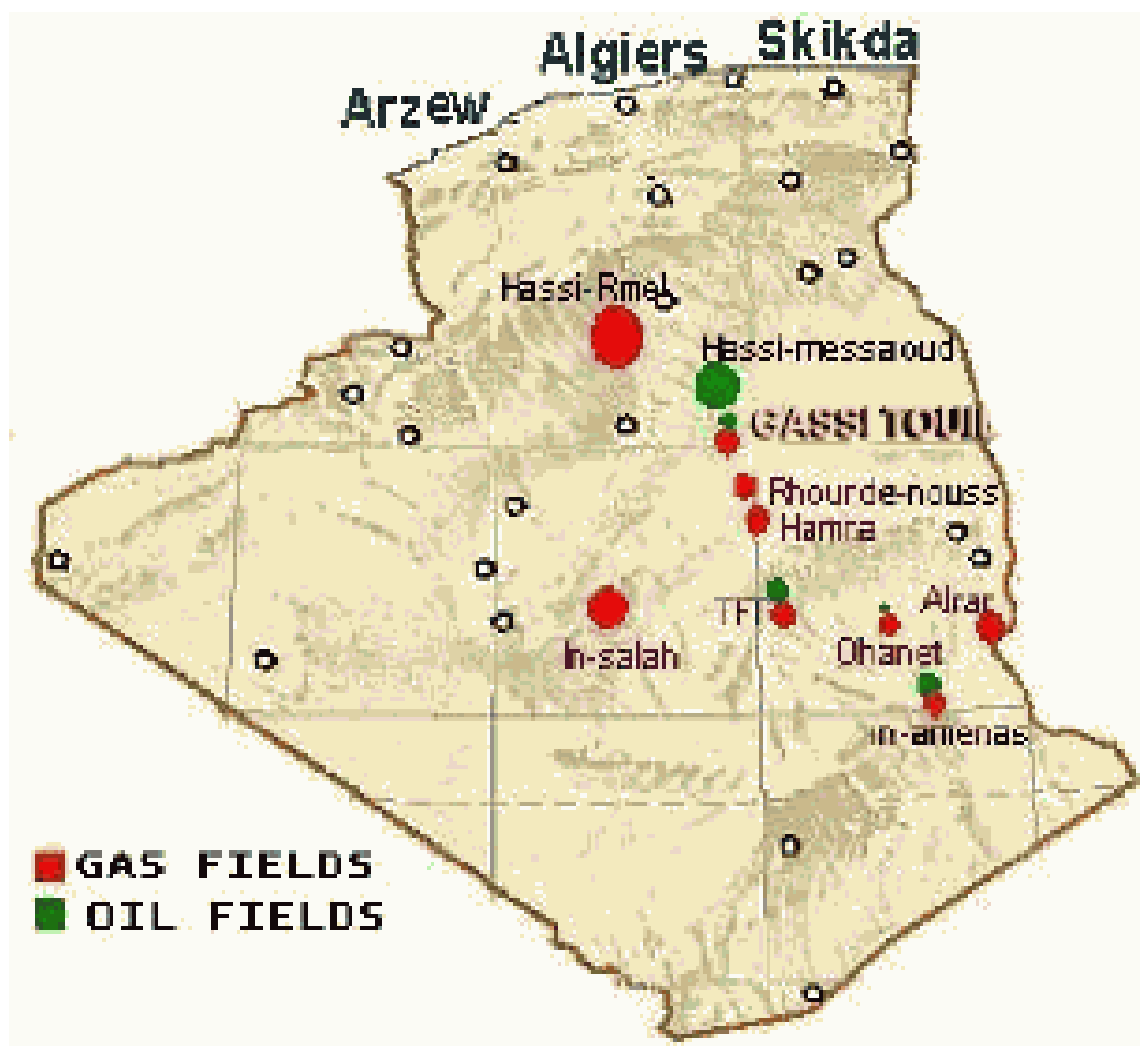 Skikda
Algiers
Arzew
Hassi-Rmel
Hassi-messaoud
GASSI TOUIL
Rhourde-nouss
Hamra
TFT
Alrar
Ohanet
In-salah
in-amenas
GAS FIELDS
OIL FIELDS